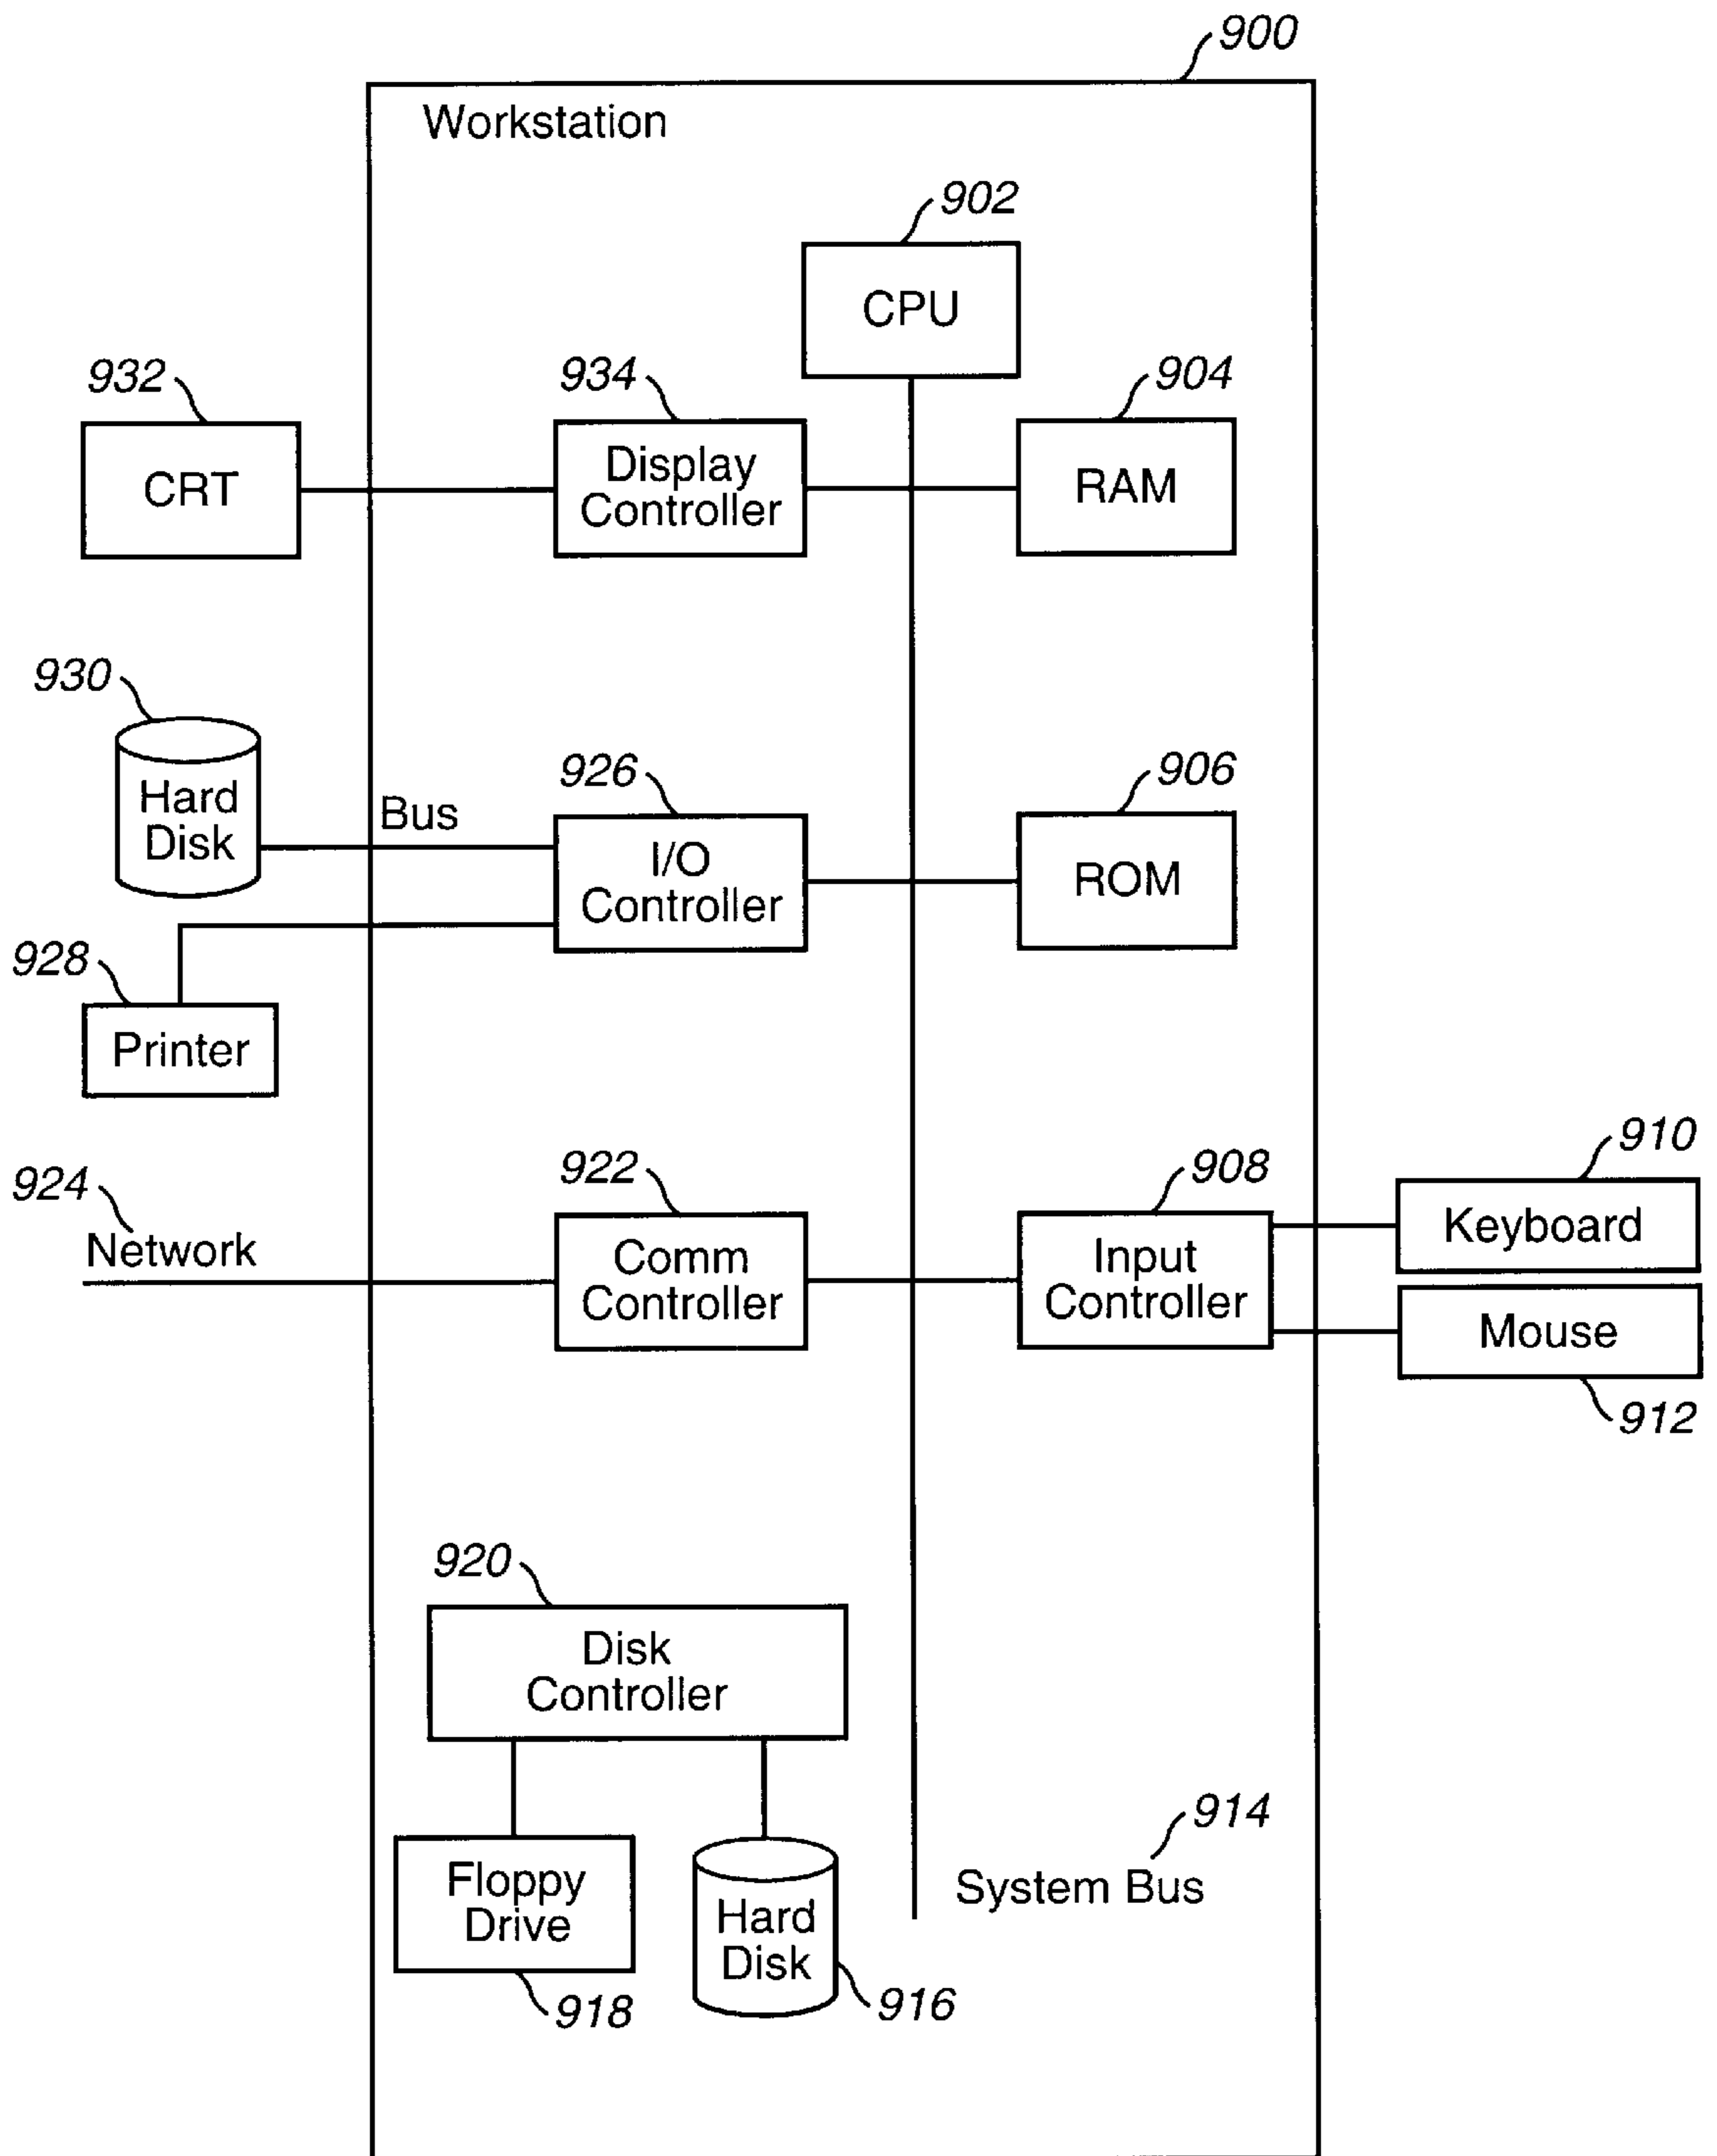 900
Workstation
902
CPU
932
934
904
CRT
Display
Controller
RAM
930
926
906
Hard
Disk
Bus
I/O
Controller
ROM
928
Printer
924
Network
922
Comm
Controller
908
Input
Controller
910
Keyboard
Mouse
912
920
Disk
Controller
914
System Bus
Floppy
Drive
918
Hard
Disk
916